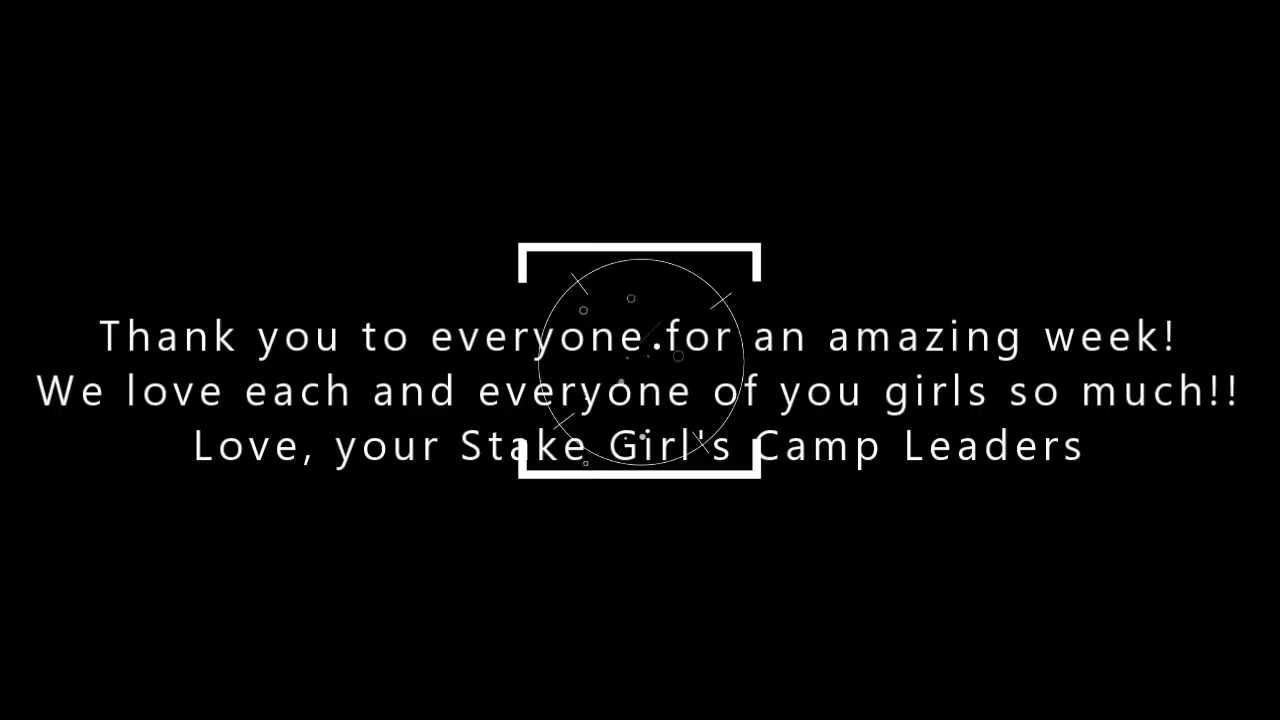 Thank you to everyone for an amazing week!
We love each and everyone of you girls so much!!
Love, your Stake Girl's Camp Leaders